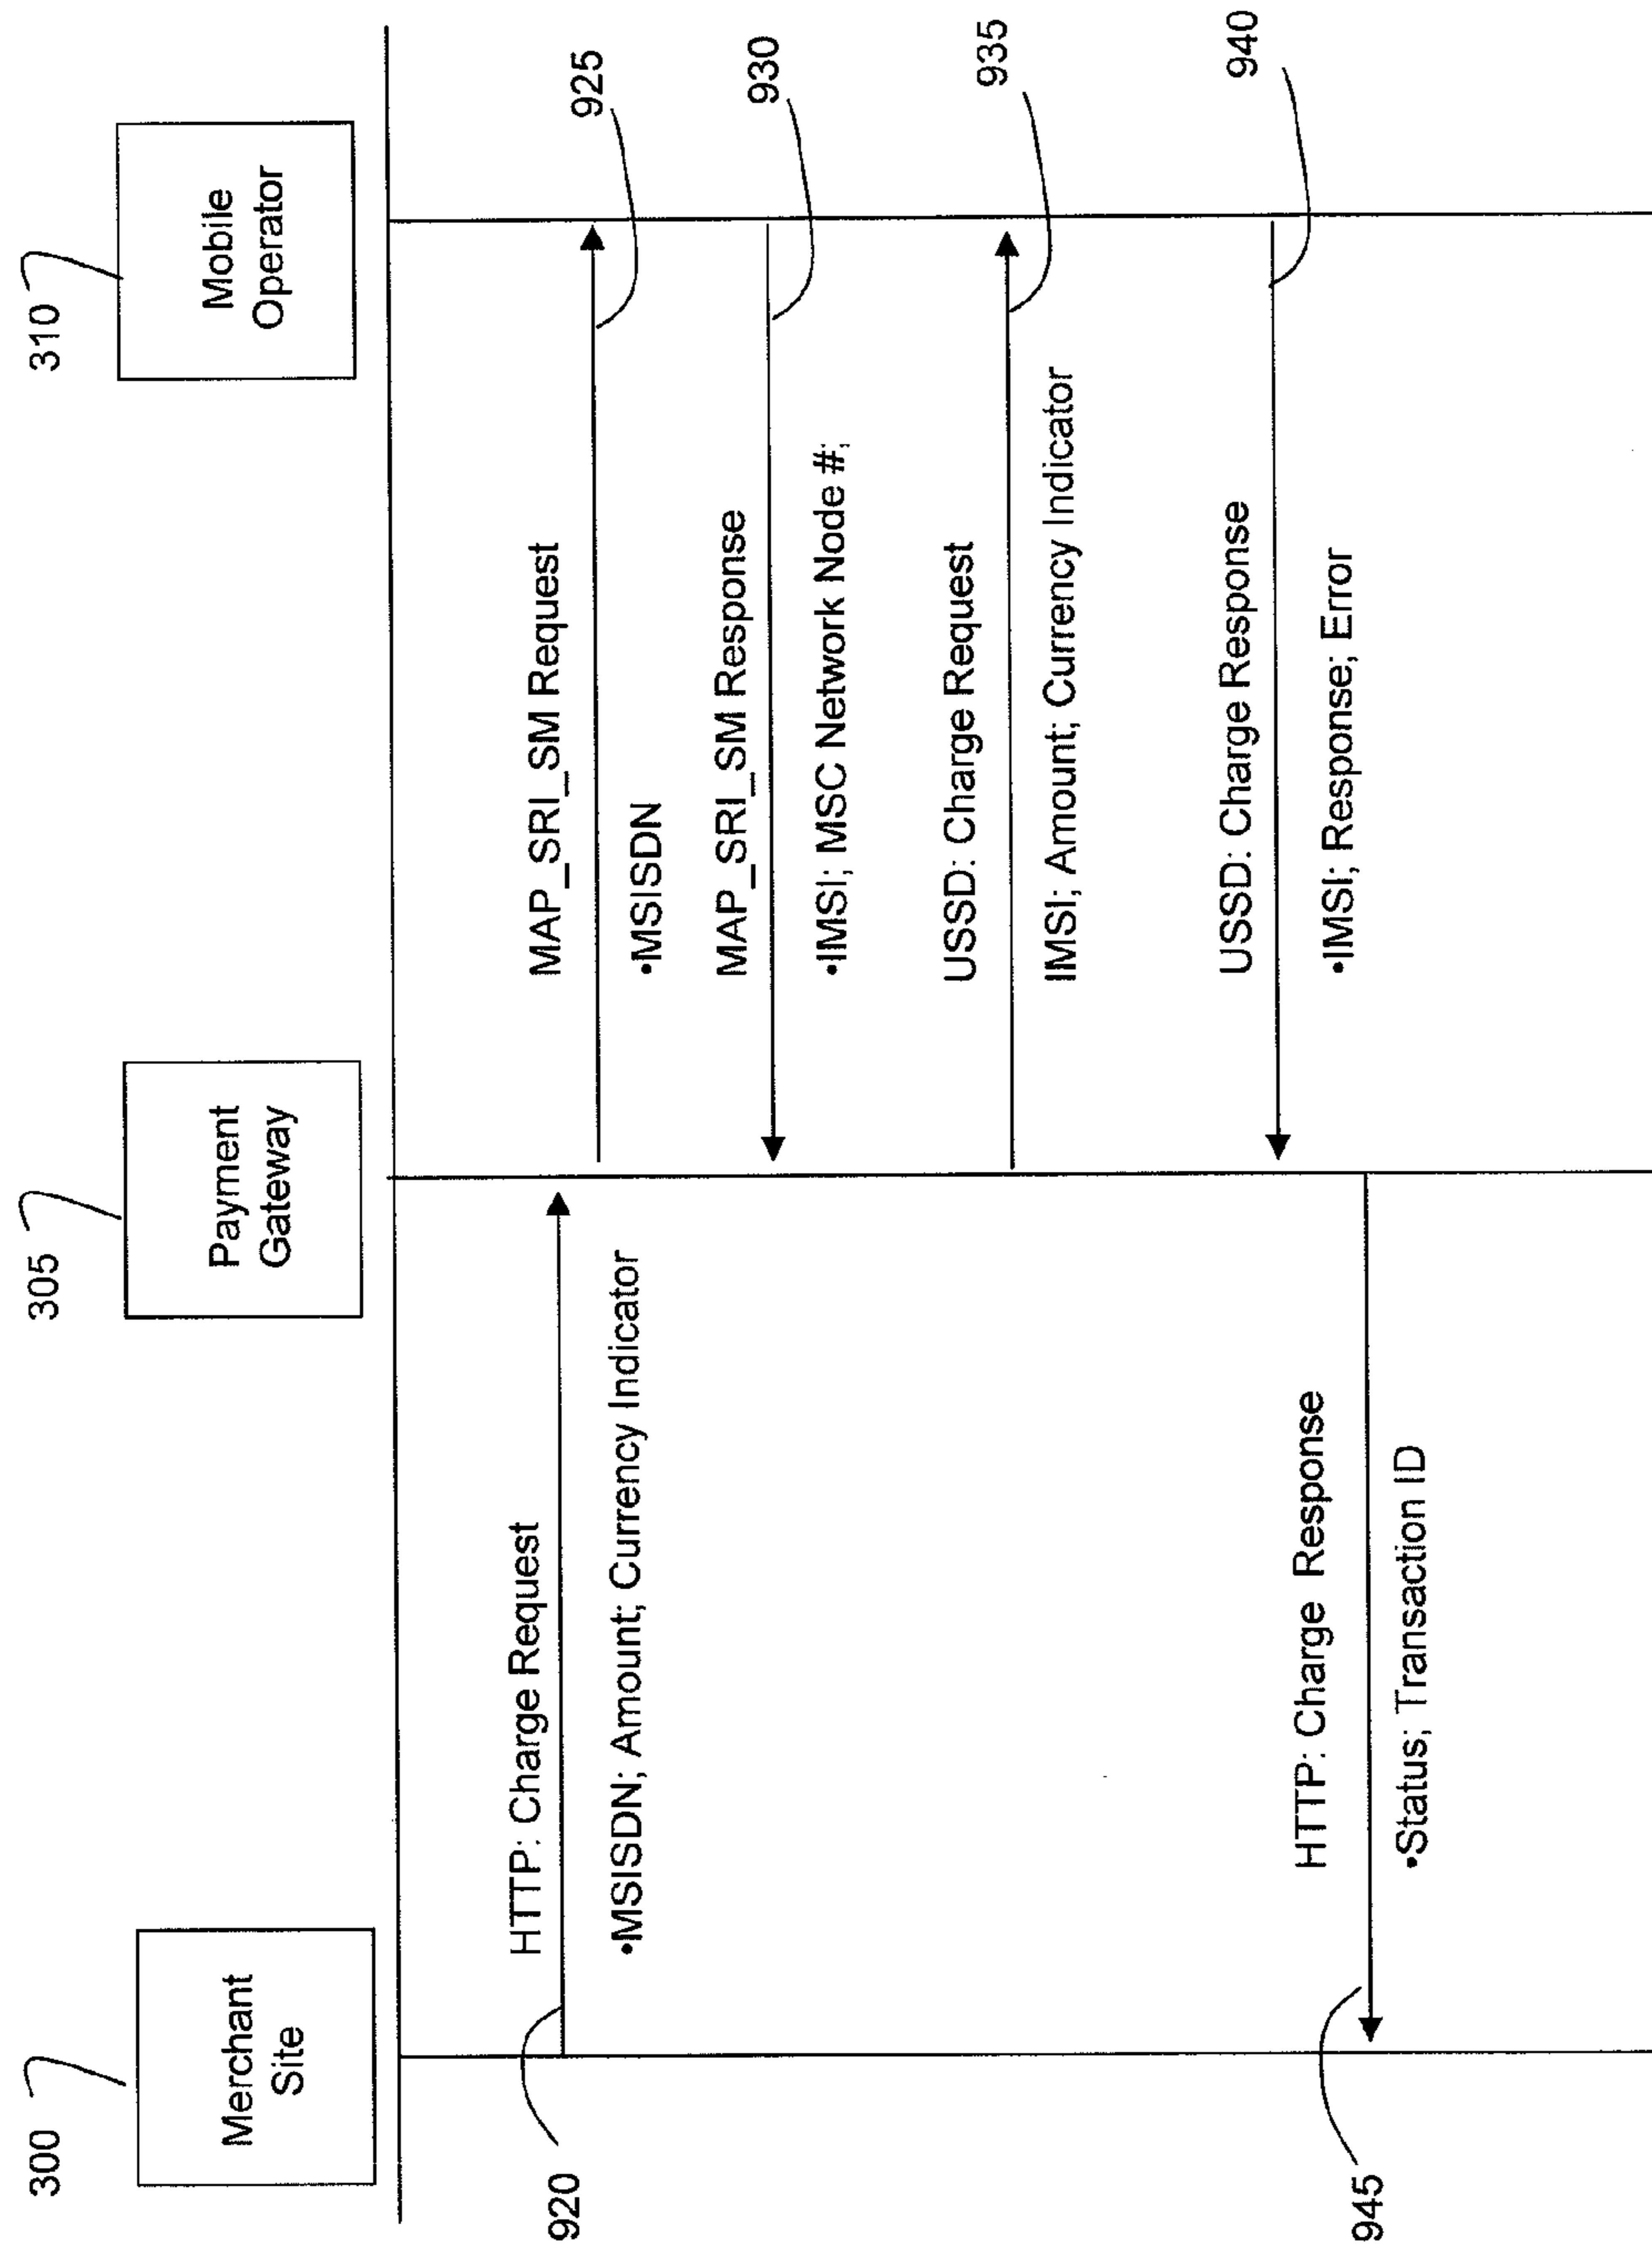 300
Merchant
Site
305
Payment
Gateway
310
Mobile
Operator
920
HTTP: Charge Request
•MSISDN; Amount; Currency Indicator
MAP_SRI_SM Request
925
•MSISDN
MAP_SRI_SM Response
930
•IMSI; MSC Network Node #;
USSD: Charge Request
935
IMSI; Amount; Currency Indicator
USSD: Charge Response
940
•IMSI; Response; Error
945
HTTP: Charge Response
•Status; Transaction ID